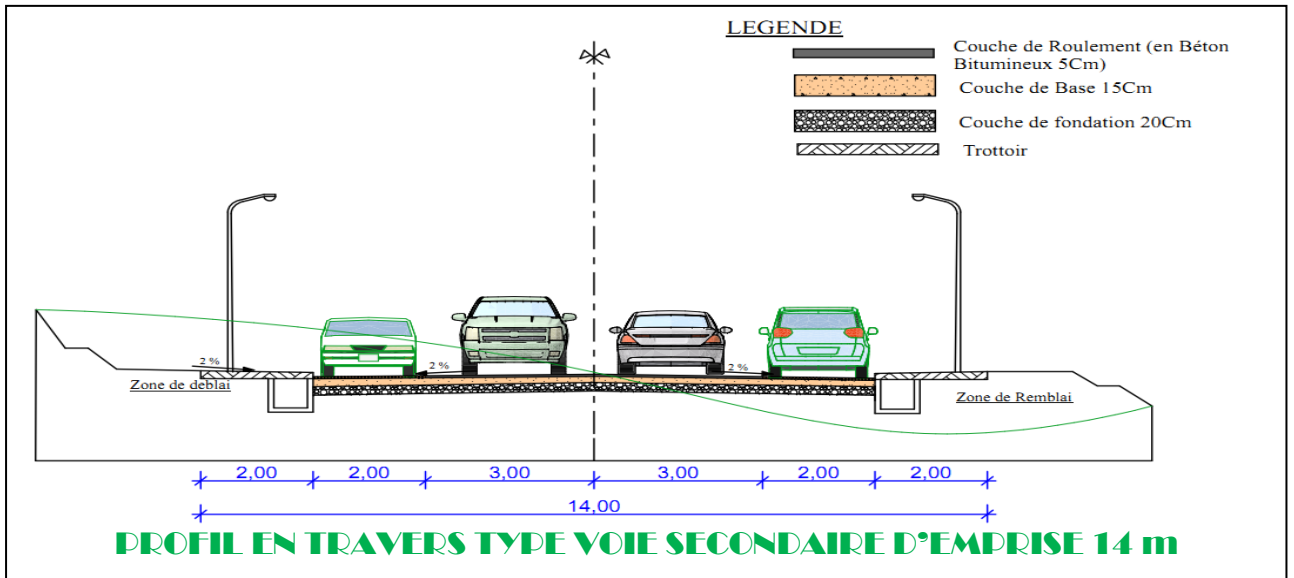 LEGENDE
Couche de Roulement (en Béton
Bitumineux 5Cm)
Couche de Base 15Cm
Couche de fondation 20Cm
Trottoir
2 %
2 %
2 %
Zone de déblai
Zone de Remblai
2,00 2,00 3,00 3,00 2,00 2,00
14,00
PROFIL EN TRAVERS TYPE VOIE SECONDAIRE D'EMPRISE 14 m